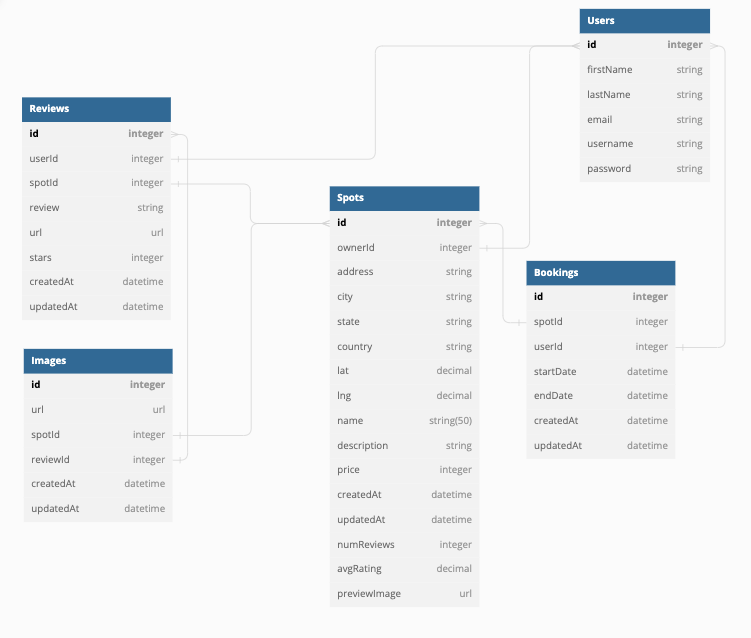 Users
id integer
firstName string
lastName string
email string
username string
password string
Reviews
id integer
userId integer
spotId integer
review string
url url
stars integer
createdAt datetime
updatedAt datetime
Spots
id integer
ownerId integer
address string
city string
state string
country string
lat decimal
lng decimal
name string(50)
description string
price integer
createdAt datetime
updatedAt datetime
numReviews integer
avgRating decimal
previewImage url
Bookings
id integer
spotId integer
userId integer
startDate datetime
endDate datetime
createdAt datetime
updatedAt datetime
Images
id integer
url url
spotId integer
reviewId integer
createdAt datetime
updatedAt datetime